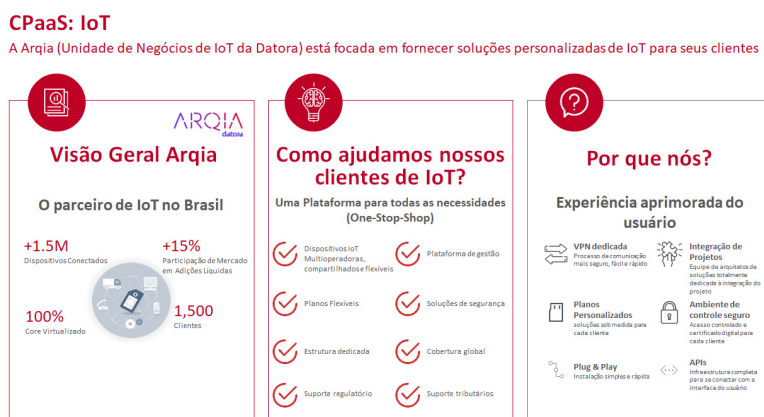 CPaaS: IoT
A Arqia (Unidade de Negócios de IoT da Datora) está focada em fornecer soluções personalizadas de IoT para seus clientes
ARQIA
datora
Visão Geral Arqia
O parceiro de IoT no Brasil
+1.5M
Dispositivos Conectados
+15%
Participação de Mercado
em Adições Líquidas
100%
Core Virtualizado
1,500
Clientes
Como ajudamos nossos
clientes de IoT?
Uma Plataforma para todas as necessidades
(One-Stop-Shop)
Dispositivos IoT
Multioperadoras,
compartilhados e flexíveis
Plataforma de gestão
Planos Flexíveis
Soluções de segurança
Estrutura dedicada
Cobertura global
Suporte regulatório
Suporte tributários
Por que nós?
Experiência aprimorada do
usuário
VPN dedicada
Processo de comunicação
mais seguro, fácil e rápido
Integração de
Projetos
Equipe de arquitetos de
soluções totalmente
dedicada à integração do
projeto
Planos
Personalizados
soluções sob medida para
cada cliente
Ambiente de
controle seguro
Acesso controlado e
certificado digital para
cada cliente
Plug & Play
Instalação simples e rápida
APIs
Infraestrutura completa
para se conectar com a
interface do usuário